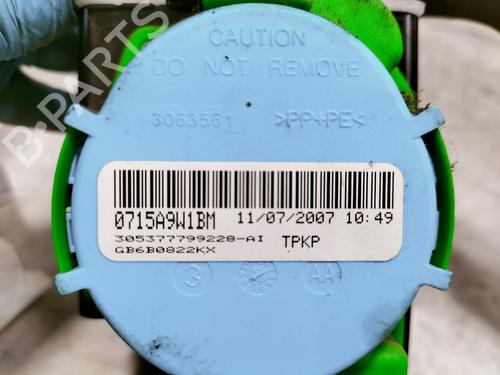 CAUTION
DO NOT REMOVE
3063561 >PP+PE<
0715A9W1BM 11/07/2007 10:49
305377799228-AI TPKP
GB6B0822KX
3 AA
B-PARTS